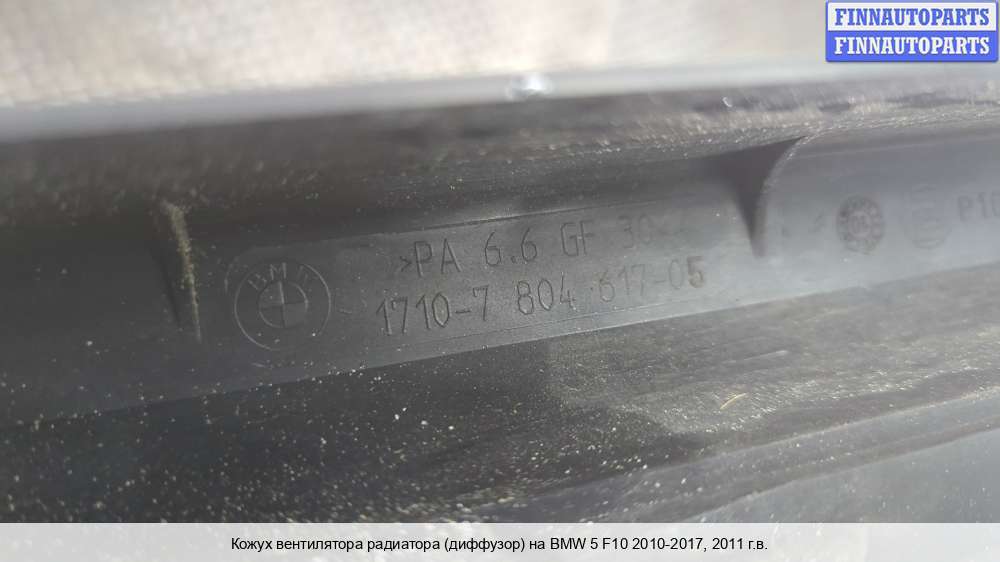 FINNAUTOPARTS
FINNAUTOPARTS
>PA 6.6 GF 30<
BMW
1710-7 804 617-05
Кожух вентилятора радиатора (диффузор) на BMW 5 F10 2010-2017, 2011 г.в.